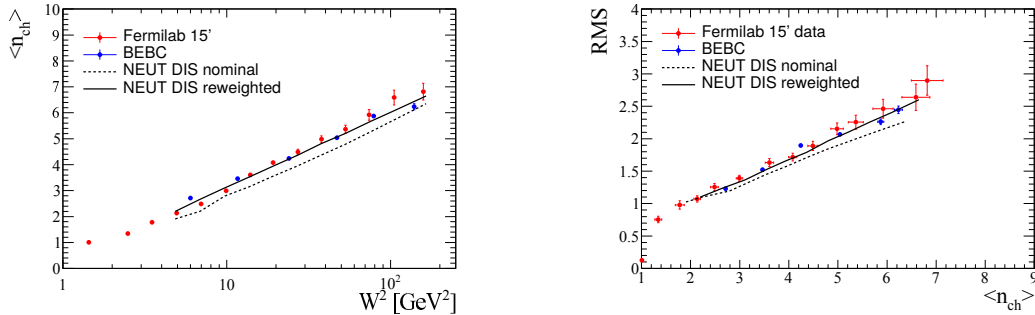 <n_ch>
10
9
8
7
6
5
4
3
2
1
0
Fermilab 15'
BEBC
NEUT DIS nominal
NEUT DIS reweighted
1 10 10²
W² [GeV²]
RMS
4
3.5
3
2.5
2
1.5
1
0.5
0
Fermilab 15' data
BEBC
NEUT DIS nominal
NEUT DIS reweighted
1 2 3 4 5 6 7 8 9
<n_ch>